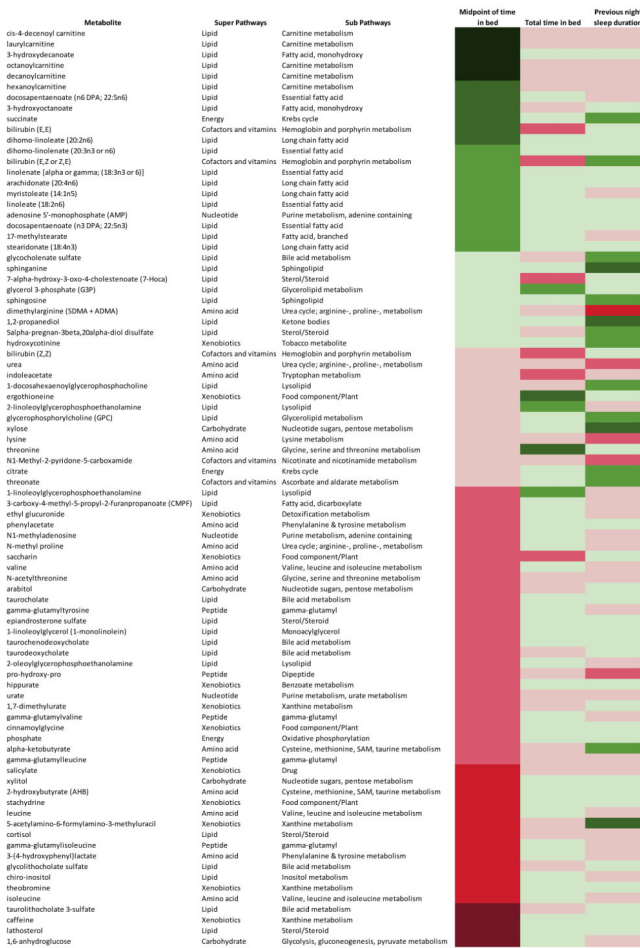 Metabolite Super Pathways Sub Pathways Midpoint of time in bed Total time in bed Previous night sleep duration
cis-4-decenoyl carnitine Lipid Carnitine metabolism
laurylcarnitine Lipid Carnitine metabolism
3-hydroxydecanoate Lipid Fatty acid, monohydroxy
octanoylcarnitine Lipid Carnitine metabolism
decanoylcarnitine Lipid Carnitine metabolism
hexanoylcarnitine Lipid Carnitine metabolism
docosapentaenoate (n6 DPA; 22:5n6) Lipid Essential fatty acid
3-hydroxyoctanoate Lipid Fatty acid, monohydroxy
succinate Energy Krebs cycle
bilirubin (E,E) Cofactors and vitamins Hemoglobin and porphyrin metabolism
dihomo-linoleate (20:2n6) Lipid Long chain fatty acid
dihomo-linolenate (20:3n3 or n6) Lipid Essential fatty acid
bilirubin (E,Z or Z,E) Cofactors and vitamins Hemoglobin and porphyrin metabolism
linolenate [alpha or gamma; (18:3n3 or 6)] Lipid Essential fatty acid
arachidonate (20:4n6) Lipid Long chain fatty acid
myristoleate (14:1n5) Lipid Long chain fatty acid
linoleate (18:2n6) Lipid Essential fatty acid
adenosine 5'-monophosphate (AMP) Nucleotide Purine metabolism, adenine containing
docosapentaenoate (n3 DPA; 22:5n3) Lipid Essential fatty acid
17-methylstearate Lipid Fatty acid, branched
stearidonate (18:4n3) Lipid Long chain fatty acid
glycocholenate sulfate Lipid Bile acid metabolism
sphinganine Lipid Sphingolipid
7-alpha-hydroxy-3-oxo-4-cholestenoate (7-Hoca) Lipid Sterol/Steroid
glycerol 3-phosphate (G3P) Lipid Glycerolipid metabolism
sphingosine Lipid Sphingolipid
dimethylarginine (SDMA + ADMA) Amino acid Urea cycle; arginine-, proline-, metabolism
1,2-propanediol Lipid Ketone bodies
5alpha-pregnan-3beta,20alpha-diol disulfate Lipid Sterol/Steroid
hydroxycotinine Xenobiotics Tobacco metabolite
bilirubin (Z,Z) Cofactors and vitamins Hemoglobin and porphyrin metabolism
urea Amino acid Urea cycle; arginine-, proline-, metabolism
indoleacetate Amino acid Tryptophan metabolism
1-docosahexaenoylglycerophosphocholine Lipid Lysolipid
ergothioneine Xenobiotics Food component/Plant
2-linoleoylglycerophosphoethanolamine Lipid Lysolipid
glycerophosphorylcholine (GPC) Lipid Glycerolipid metabolism
xylose Carbohydrate Nucleotide sugars, pentose metabolism
lysine Amino acid Lysine metabolism
threonine Amino acid Glycine, serine and threonine metabolism
N1-Methyl-2-pyridone-5-carboxamide Cofactors and vitamins Nicotinate and nicotinamide metabolism
citrate Energy Krebs cycle
threonate Cofactors and vitamins Ascorbate and aldarate metabolism
1-linoleoylglycerophosphoethanolamine Lipid Lysolipid
3-carboxy-4-methyl-5-propyl-2-furanpropanoate (CMPF) Lipid Fatty acid, dicarboxylate
ethyl glucuronide Xenobiotics Detoxification metabolism
phenylacetate Amino acid Phenylalanine & tyrosine metabolism
N1-methyladenosine Nucleotide Purine metabolism, adenine containing
N-methyl proline Amino acid Urea cycle; arginine-, proline-, metabolism
saccharin Xenobiotics Food component/Plant
valine Amino acid Valine, leucine and isoleucine metabolism
N-acetylthreonine Amino acid Glycine, serine and threonine metabolism
arabitol Carbohydrate Nucleotide sugars, pentose metabolism
taurocholate Lipid Bile acid metabolism
gamma-glutamyltyrosine Peptide gamma-glutamyl
epiandrosterone sulfate Lipid Sterol/Steroid
1-linoleoylglycerol (1-monolinolein) Lipid Monoacylglycerol
taurochenodeoxycholate Lipid Bile acid metabolism
taurodeoxycholate Lipid Bile acid metabolism
2-oleoylglycerophosphoethanolamine Lipid Lysolipid
pro-hydroxy-pro Peptide Dipeptide
hippurate Xenobiotics Benzoate metabolism
urate Nucleotide Purine metabolism, urate metabolism
1,7-dimethylurate Xenobiotics Xanthine metabolism
gamma-glutamylvaline Peptide gamma-glutamyl
cinnamoylglycine Xenobiotics Food component/Plant
phosphate Energy Oxidative phosphorylation
alpha-ketobutyrate Amino acid Cysteine, methionine, SAM, taurine metabolism
gamma-glutamylleucine Peptide gamma-glutamyl
salicylate Xenobiotics Drug
xylitol Carbohydrate Nucleotide sugars, pentose metabolism
2-hydroxybutyrate (AHB) Amino acid Cysteine, methionine, SAM, taurine metabolism
stachydrine Xenobiotics Food component/Plant
leucine Amino acid Valine, leucine and isoleucine metabolism
5-acetylamino-6-formylamino-3-methyluracil Xenobiotics Xanthine metabolism
cortisol Lipid Sterol/Steroid
gamma-glutamylisoleucine Peptide gamma-glutamyl
3-(4-hydroxyphenyl)lactate Amino acid Phenylalanine & tyrosine metabolism
glycolithocholate sulfate Lipid Bile acid metabolism
chiro-inositol Lipid Inositol metabolism
theobromine Xenobiotics Xanthine metabolism
isoleucine Amino acid Valine, leucine and isoleucine metabolism
taurolithocholate 3-sulfate Lipid Bile acid metabolism
caffeine Xenobiotics Xanthine metabolism
lathosterol Lipid Sterol/Steroid
1,6-anhydroglucose Carbohydrate Glycolysis, gluconeogenesis, pyruvate metabolism